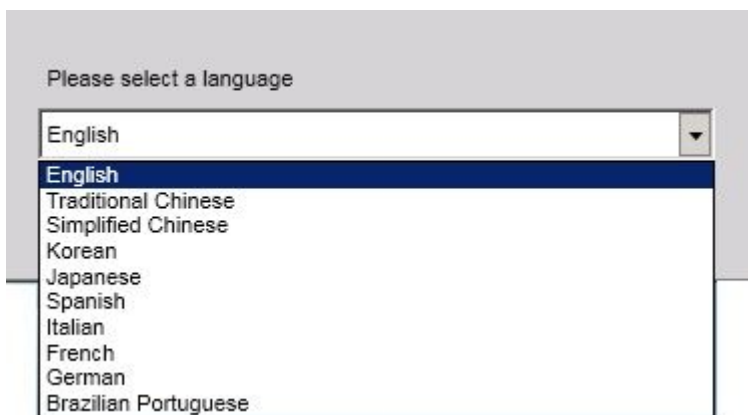 Please select a language
English
English
Traditional Chinese
Simplified Chinese
Korean
Japanese
Spanish
Italian
French
German
Brazilian Portuguese